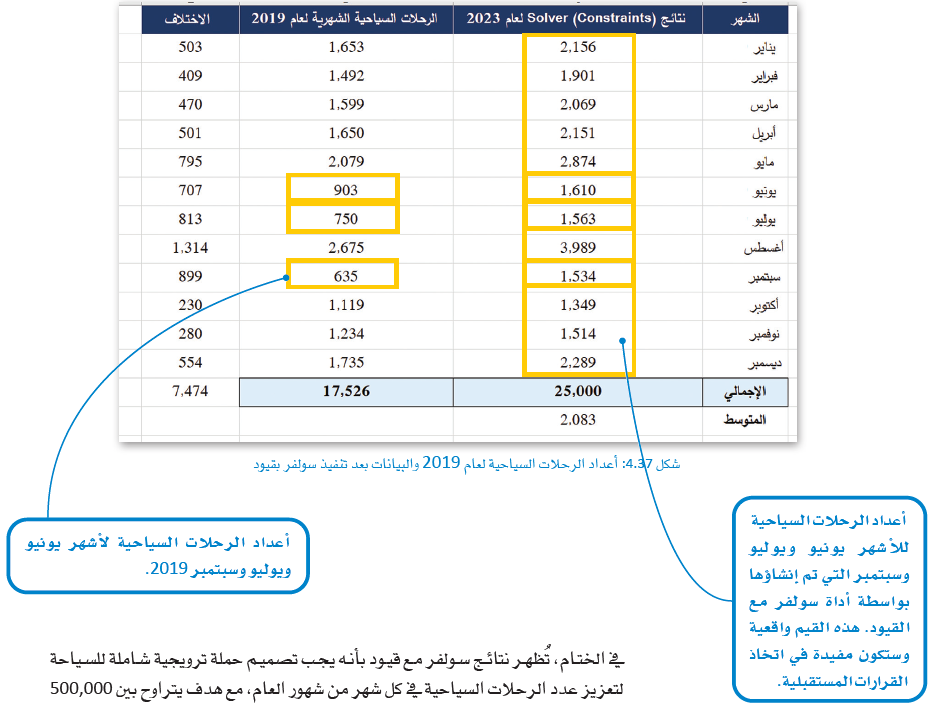 الشهر نتائج Solver (Constraints) لعام 2023 الرحلات السياحية الشهرية لعام 2019 الاختلاف
يناير 2,156 1,653 503
فبراير 1,901 1,492 409
مارس 2,069 1,599 470
أبريل 2,151 1,650 501
مايو 2,874 2,079 795
يونيو 1,610 903 707
يوليو 1,563 750 813
أغسطس 3,989 2,675 1,314
سبتمبر 1,534 635 899
أكتوبر 1,349 1,119 230
نوفمبر 1,514 1,234 280
ديسمبر 2,289 1,735 554
الإجمالي 25,000 17,526 7,474
المتوسط 2,083
شكل 4.37: أعداد الرحلات السياحية لعام 2019 والبيانات بعد تنفيذ سولفر بقيود
أعداد الرحلات السياحية
للأشهر يونيو ويوليو
وسبتمبر التي تم إنشاؤها
بواسطة أداة سولفر مع
القيود. هذه القيم واقعية
وستكون مفيدة في اتخاذ
القرارات المستقبلية.
أعداد الرحلات السياحية لأشهر يونيو
ويوليو وسبتمبر 2019.
في الختام، تُظهر نتائج سولفر مع قيود بأنه يجب تصميم حملة ترويجية شاملة للسياحة
لتعزيز عدد الرحلات السياحية في كل شهر من شهور العام، مع هدف يتراوح بين 500,000